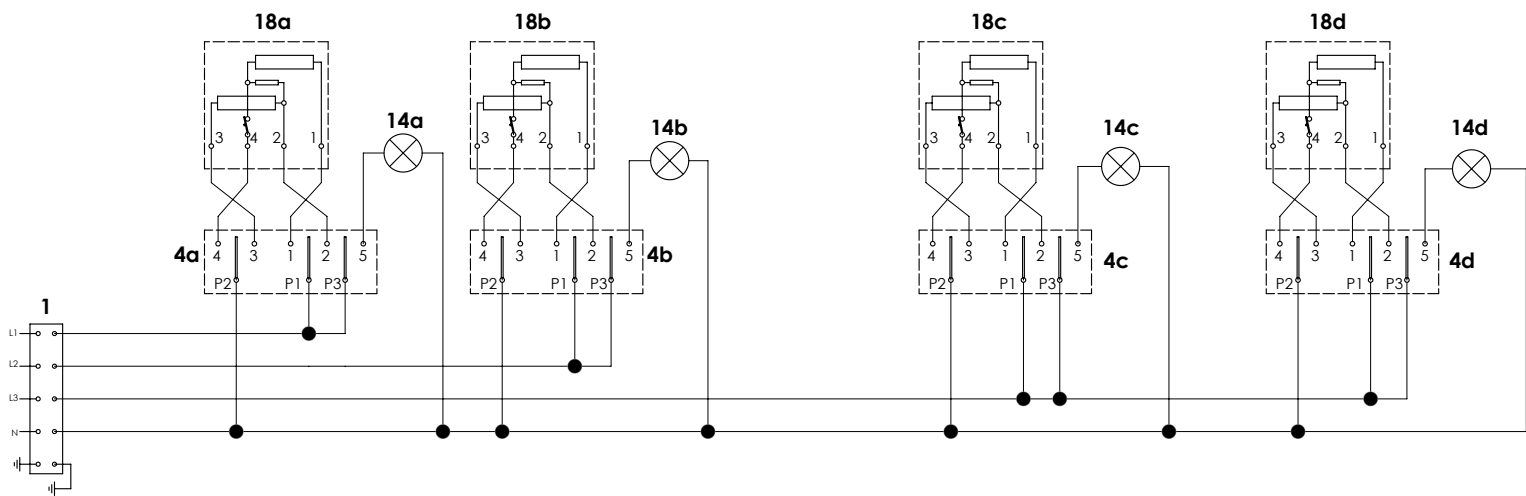 18a 18b 18c 18d
14a 14b 14c 14d
3 4 2 1 3 4 2 1 3 4 2 1 3 4 2 1
4a 4 3 1 2 5 4 3 1 2 5 4b 4 3 1 2 5 4c 4 3 1 2 5 4d
P2 P1 P3 P2 P1 P3 P2 P1 P3 P2 P1 P3
1
L1
L2
L3
N